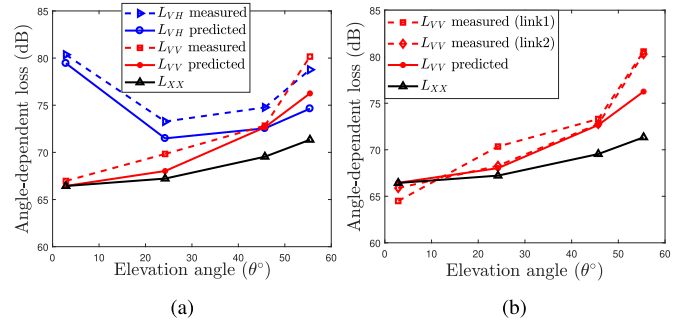 Angle-dependent loss (dB)
85
80
75
70
65
60
L_VH measured
L_VH predicted
L_VV measured
L_VV predicted
L_XX
0 10 20 30 40 50 60
Elevation angle (θ°)
(a)
Angle-dependent loss (dB)
85
80
75
70
65
60
L_VV measured (link1)
L_VV measured (link2)
L_VV predicted
L_XX
0 10 20 30 40 50 60
Elevation angle (θ°)
(b)